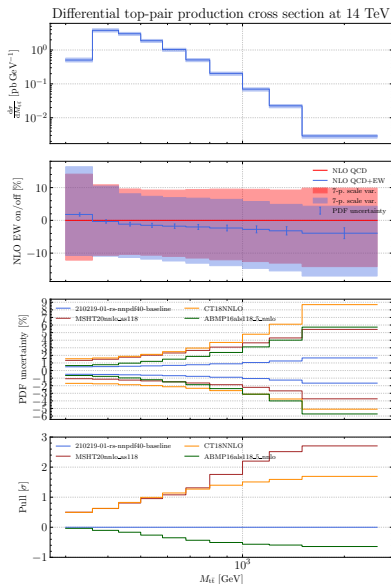 Differential top-pair production cross section at 14 TeV
dσ/dM_tt̄ [pb GeV⁻¹]
10⁰
10⁻¹
10⁻²
NLO EW on/off [%]
10
0
−10
NLO QCD
NLO QCD+EW
7-p. scale var.
7-p. scale var.
PDF uncertainty
PDF uncertainty [%]
9
8
7
6
5
4
3
2
1
0
−1
−2
−3
−4
−5
−6
210219-01-rs-nnpdf40-baseline
MSHT20nnlo_as118
CT18NNLO
ABMP16als118_5_nnlo
Pull [σ]
3
2
1
0
−1
210219-01-rs-nnpdf40-baseline
MSHT20nnlo_as118
CT18NNLO
ABMP16als118_5_nnlo
10³
M_tt̄ [GeV]